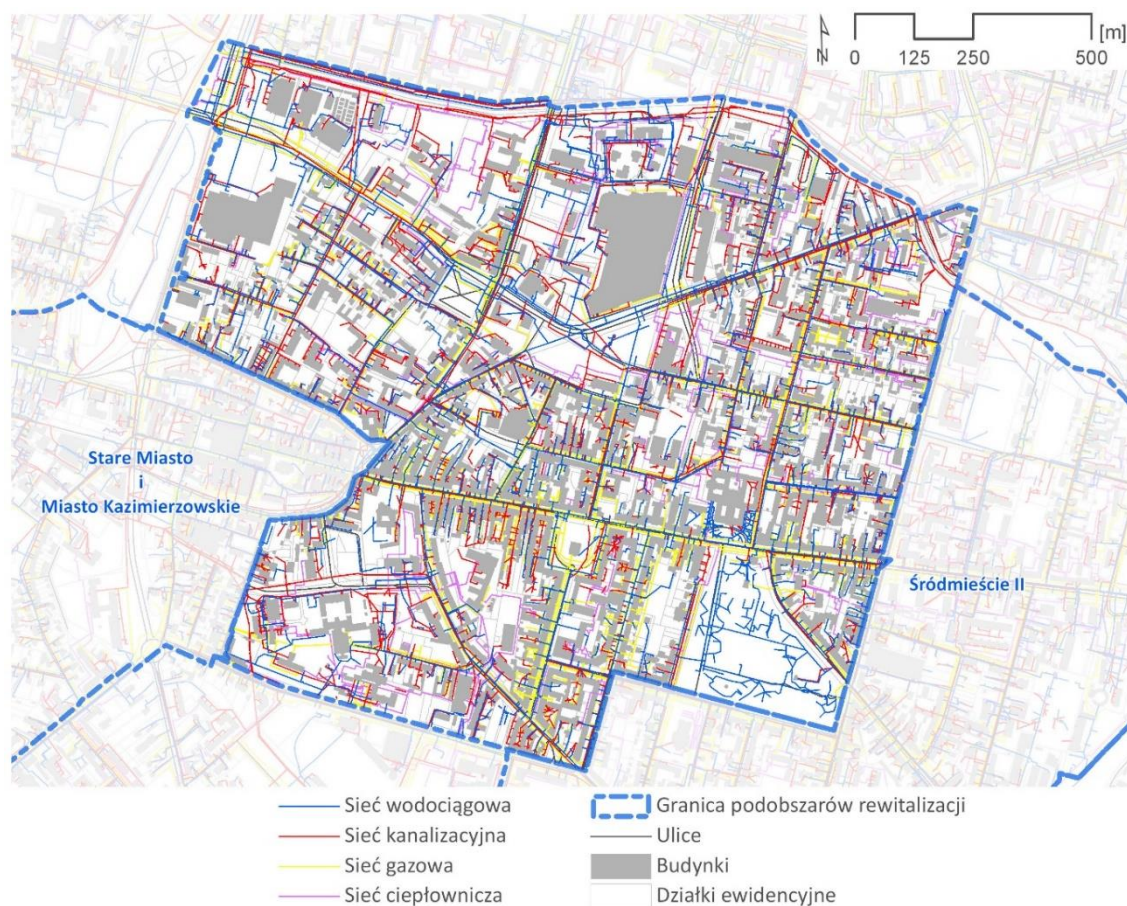 [m]
0 125 250 500
N
Stare Miasto
i
Miasto Kazimierzowskie
Śródmieście II
Sieć wodociągowa
Sieć kanalizacyjna
Sieć gazowa
Sieć ciepłownicza
Granica podobszarów rewitalizacji
Ulice
Budynki
Działki ewidencyjne